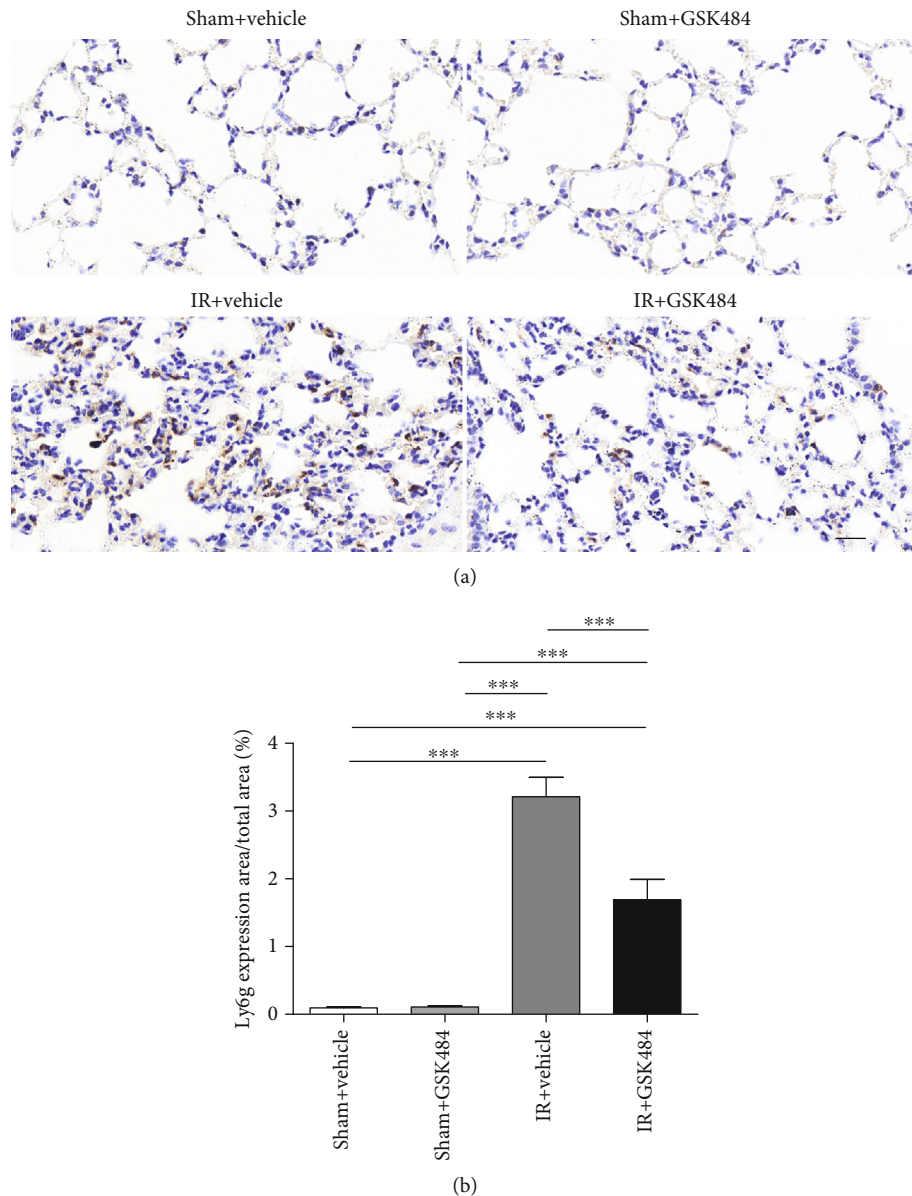 Sham+vehicle
Sham+GSK484
IR+vehicle
IR+GSK484
(a)
***
***
***
***
***
Ly6g expression area/total area (%)
4
3
2
1
0
Sham+vehicle
Sham+GSK484
IR+vehicle
IR+GSK484
(b)